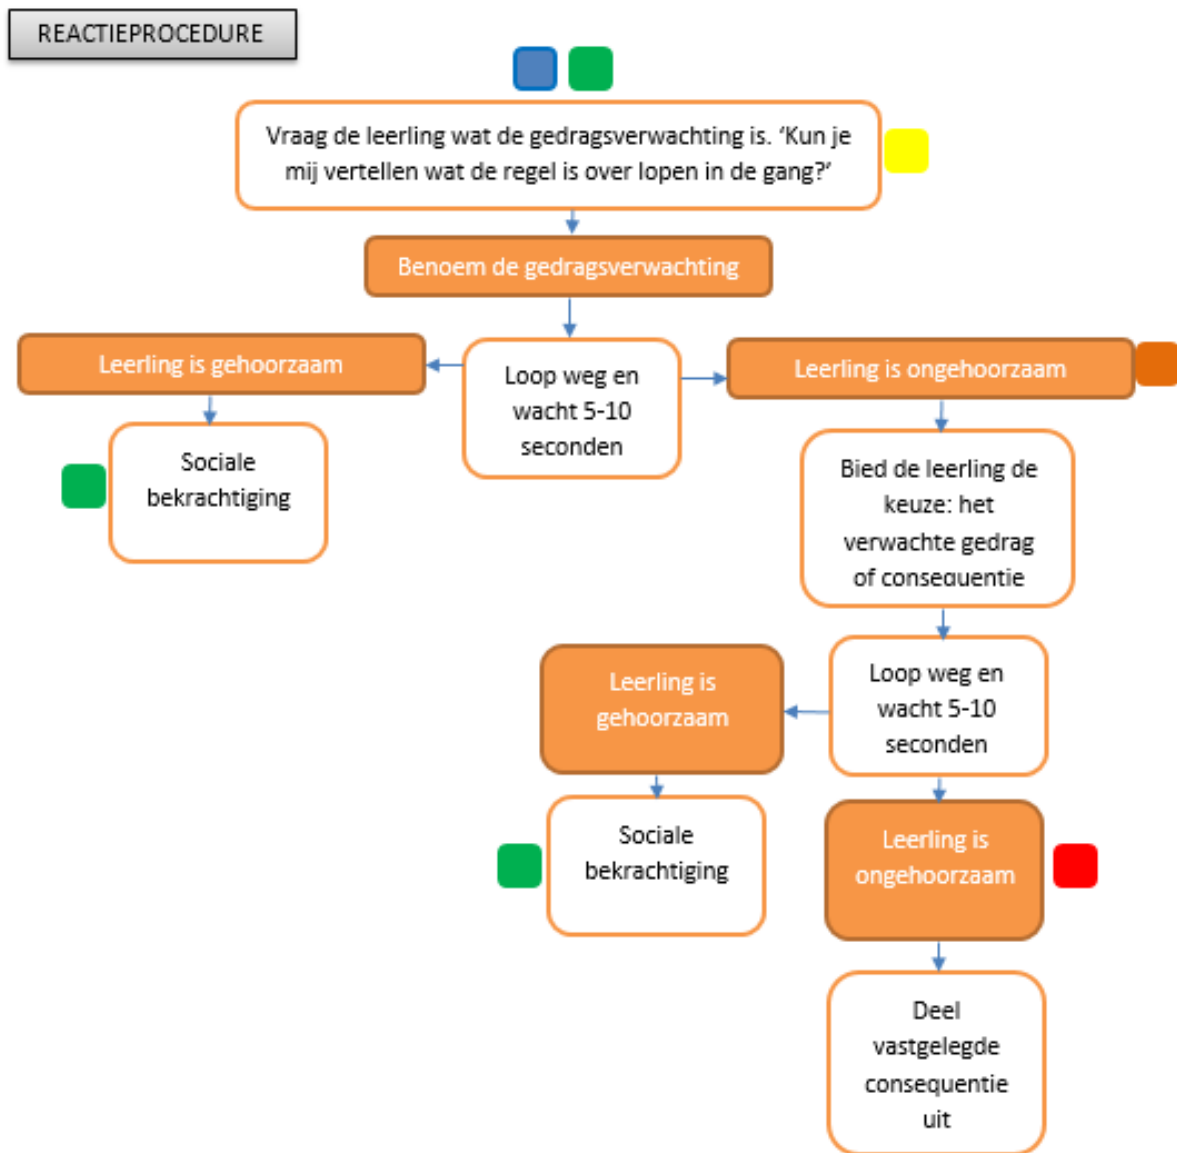 REACTIEPROCEDURE
Vraag de leerling wat de gedragsverwachting is. ‘Kun je
mij vertellen wat de regel is over lopen in de gang?’
Benoem de gedragsverwachting
Leerling is gehoorzaam
Loop weg en
wacht 5-10
seconden
Leerling is ongehoorzaam
Sociale
bekrachtiging
Bied de leerling de
keuze: het
verwachte gedrag
of consequentie
Leerling is
gehoorzaam
Loop weg en
wacht 5-10
seconden
Sociale
bekrachtiging
Leerling is
ongehoorzaam
Deel
vastgelegde
consequentie
uit